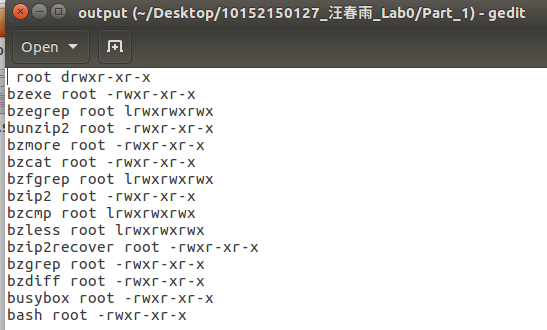 output (~/Desktop/10152150127_汪春雨_Lab0/Part_1) - gedit
Open
root drwxr-xr-x
bzexe root -rwxr-xr-x
bzegrep root lrwxrwxrwx
bunzip2 root -rwxr-xr-x
bzmore root -rwxr-xr-x
bzcat root -rwxr-xr-x
bzfgrep root lrwxrwxrwx
bzip2 root -rwxr-xr-x
bzcmp root lrwxrwxrwx
bzless root lrwxrwxrwx
bzip2recover root -rwxr-xr-x
bzgrep root -rwxr-xr-x
bzdiff root -rwxr-xr-x
busybox root -rwxr-xr-x
bash root -rwxr-xr-x